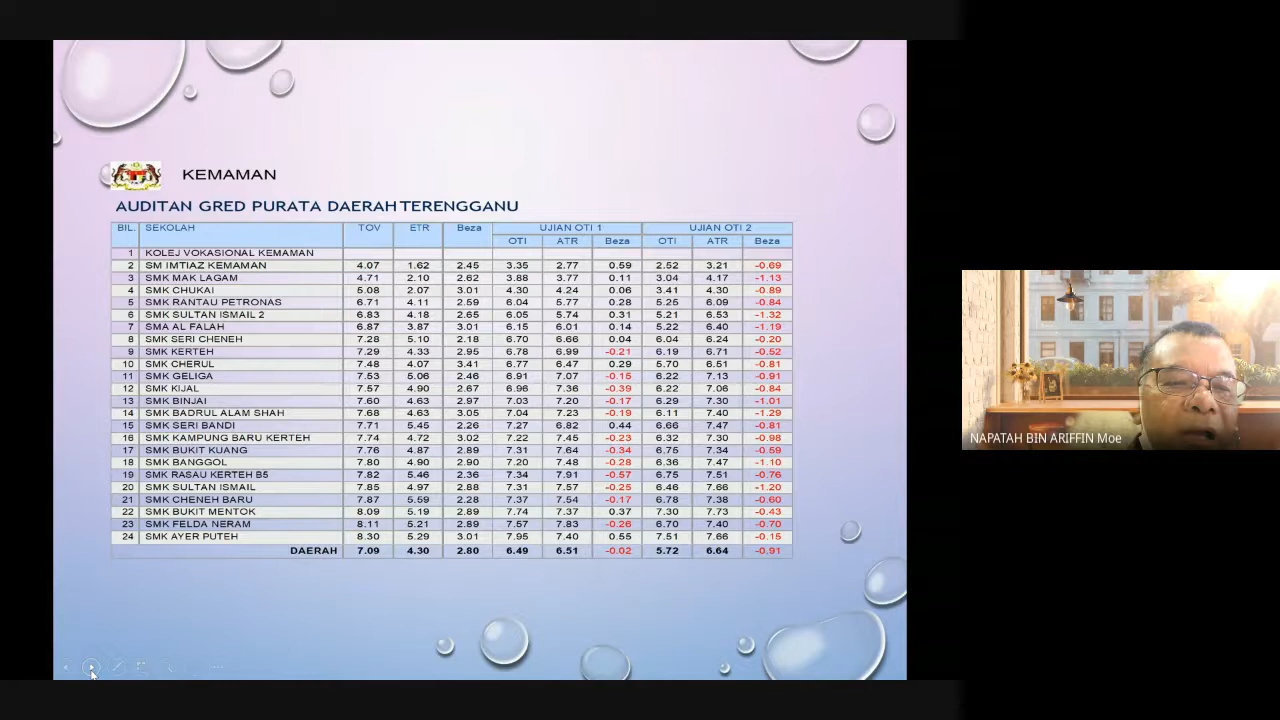 KEMAMAN
AUDITAN GRED PURATA DAERAH TERENGGANU
BIL. SEKOLAH TOV ETR Beza UJIAN OTI 1 UJIAN OTI 2
OTI ATR Beza OTI ATR Beza
1 KOLEJ VOKASIONAL KEMAMAN
2 SM IMTIAZ KEMAMAN 4.07 1.62 2.45 3.35 2.77 0.59 2.52 3.21 -0.69
3 SMK MAK LAGAM 4.71 2.10 2.62 3.88 3.77 0.11 3.04 4.17 -1.13
4 SMK CHUKAI 5.08 2.07 3.01 4.30 4.24 0.06 3.41 4.30 -0.89
5 SMK RANTAU PETRONAS 6.71 4.11 2.59 6.04 5.77 0.28 5.25 6.09 -0.84
6 SMK SULTAN ISMAIL 2 6.83 4.18 2.65 6.05 5.74 0.31 5.21 6.53 -1.32
7 SMA AL FALAH 6.87 3.87 3.01 6.15 6.01 0.14 5.22 6.40 -1.19
8 SMK SERI CHENEH 7.28 5.10 2.18 6.70 6.66 0.04 6.04 6.24 -0.20
9 SMK KERTEH 7.29 4.33 2.95 6.78 6.99 -0.21 6.19 6.71 -0.52
10 SMK CHERUL 7.48 4.07 3.41 6.77 6.47 0.29 5.70 6.51 -0.81
11 SMK GELIGA 7.53 5.06 2.46 6.91 7.07 -0.15 6.22 7.13 -0.91
12 SMK KIJAL 7.57 4.90 2.67 6.96 7.36 -0.39 6.22 7.06 -0.84
13 SMK BINJAI 7.60 4.63 2.97 7.03 7.20 -0.17 6.29 7.30 -1.01
14 SMK BADRUL ALAM SHAH 7.68 4.63 3.05 7.04 7.23 -0.19 6.11 7.40 -1.29
15 SMK SERI BANDI 7.71 5.45 2.26 7.27 6.82 0.44 6.66 7.47 -0.81
16 SMK KAMPUNG BARU KERTEH 7.74 4.72 3.02 7.22 7.45 -0.23 6.32 7.30 -0.98
17 SMK BUKIT KUANG 7.76 4.87 2.89 7.31 7.64 -0.34 6.75 7.34 -0.59
18 SMK BANGGOL 7.80 4.90 2.90 7.20 7.48 -0.28 6.36 7.47 -1.10
19 SMK RASAU KERTEH B5 7.82 5.46 2.36 7.34 7.91 -0.57 6.75 7.51 -0.76
20 SMK SULTAN ISMAIL 7.85 4.97 2.88 7.31 7.57 -0.25 6.46 7.66 -1.20
21 SMK CHENEH BARU 7.87 5.59 2.28 7.37 7.54 -0.17 6.78 7.38 -0.60
22 SMK BUKIT MENTOK 8.09 5.19 2.89 7.74 7.37 0.37 7.30 7.73 -0.43
23 SMK FELDA NERAM 8.11 5.21 2.89 7.57 7.83 -0.26 6.70 7.40 -0.70
24 SMK AYER PUTEH 8.30 5.29 3.01 7.95 7.40 0.55 7.51 7.66 -0.15
DAERAH 7.09 4.30 2.80 6.49 6.51 -0.02 5.72 6.64 -0.91
NAPATAH BIN ARIFFIN Moe